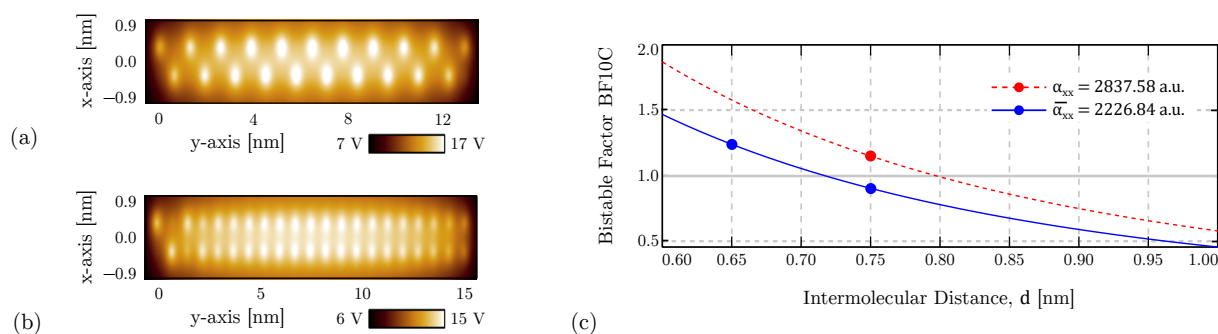 (a)
x-axis [nm]
0.9
0.0
−0.9
0 4 8 12
y-axis [nm]
7 V 17 V
(b)
x-axis [nm]
0.9
0.0
−0.9
0 5 10 15
y-axis [nm]
6 V 15 V
(c)
Bistable Factor BF10C
2.0
1.5
1.0
0.5
αxx = 2837.58 a.u.
α̅xx = 2226.84 a.u.
0.60 0.65 0.70 0.75 0.80 0.85 0.90 0.95 1.00
Intermolecular Distance, d [nm]